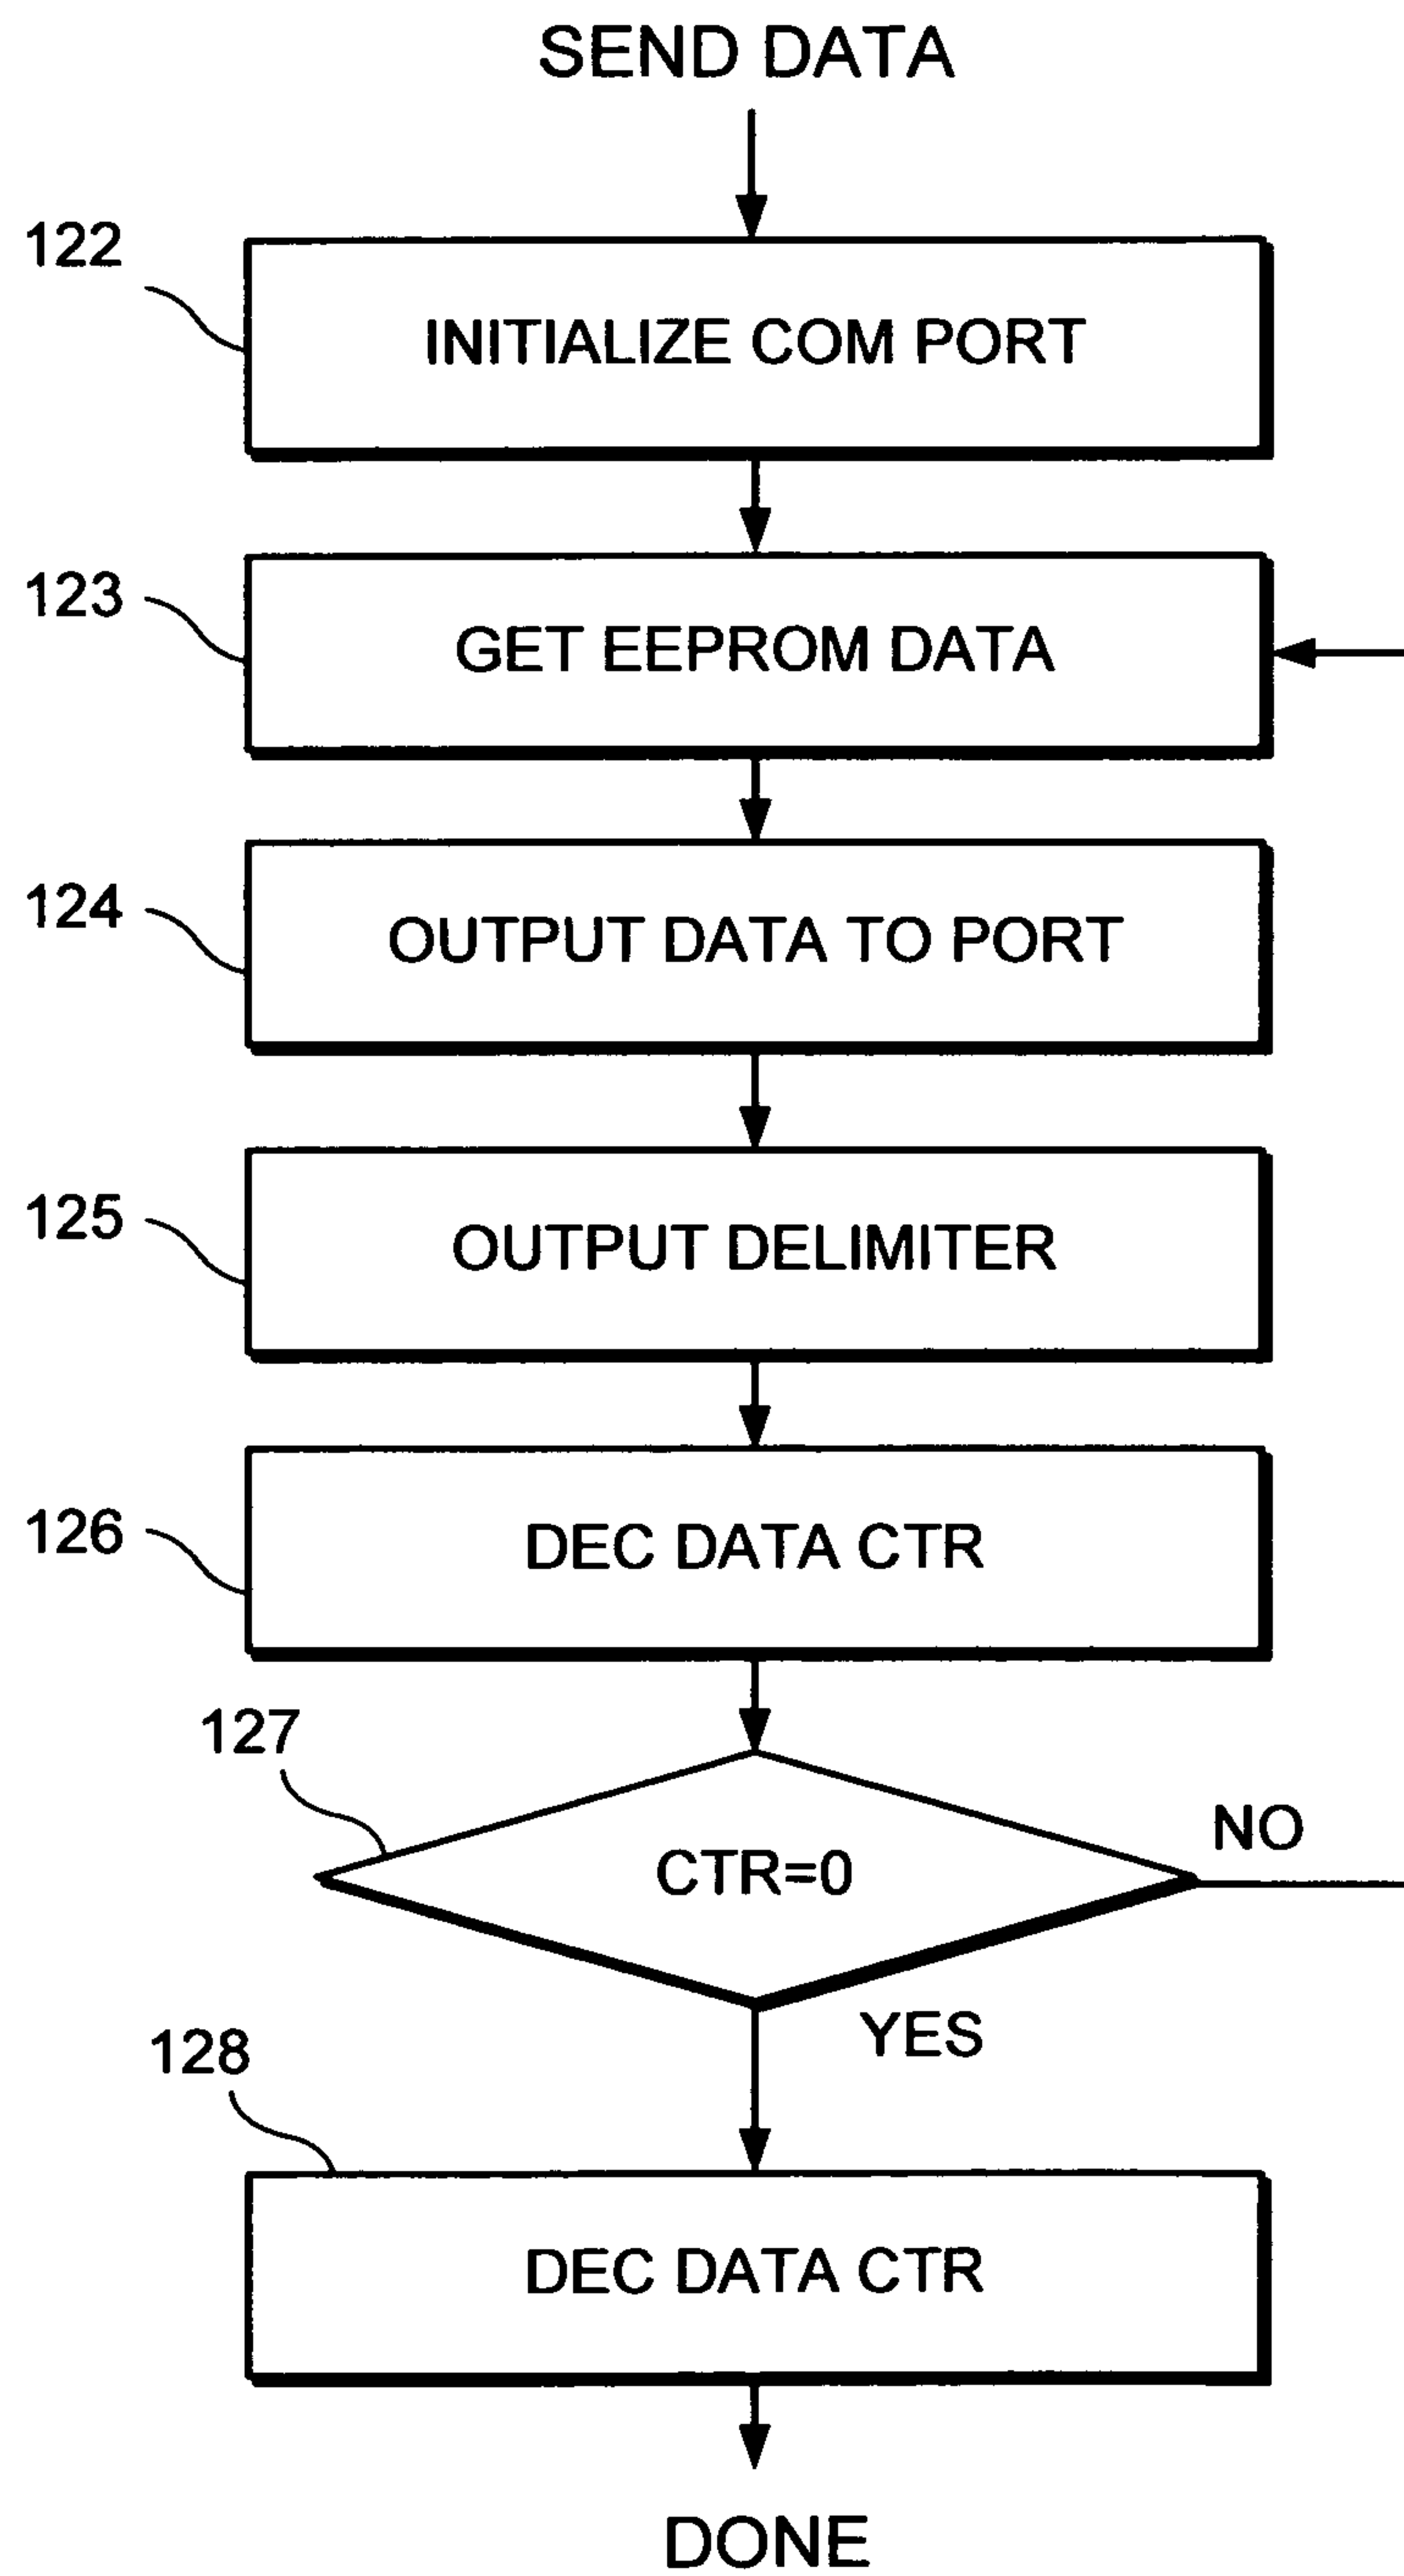 SEND DATA
122
INITIALIZE COM PORT
123
GET EEPROM DATA
124
OUTPUT DATA TO PORT
125
OUTPUT DELIMITER
126
DEC DATA CTR
127
CTR=0
NO
YES
128
DEC DATA CTR
DONE